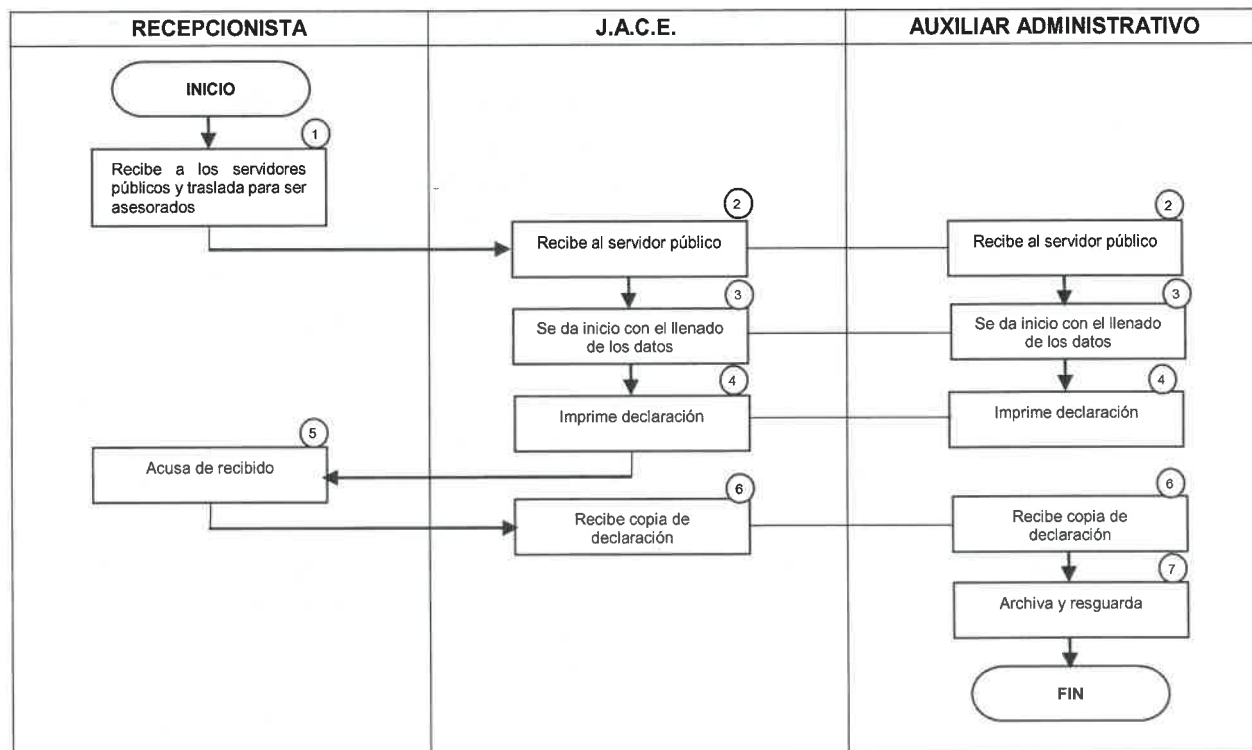 RECEPCIONISTA
J.A.C.E.
AUXILIAR ADMINISTRATIVO
INICIO
1
Recibe a los servidores
públicos y traslada para ser
asesorados
2
Recibe al servidor público
2
Recibe al servidor público
3
Se da inicio con el llenado
de los datos
3
Se da inicio con el llenado
de los datos
4
Imprime declaración
4
Imprime declaración
5
Acusa de recibido
6
Recibe copia de
declaración
6
Recibe copia de
declaración
7
Archiva y resguarda
FIN